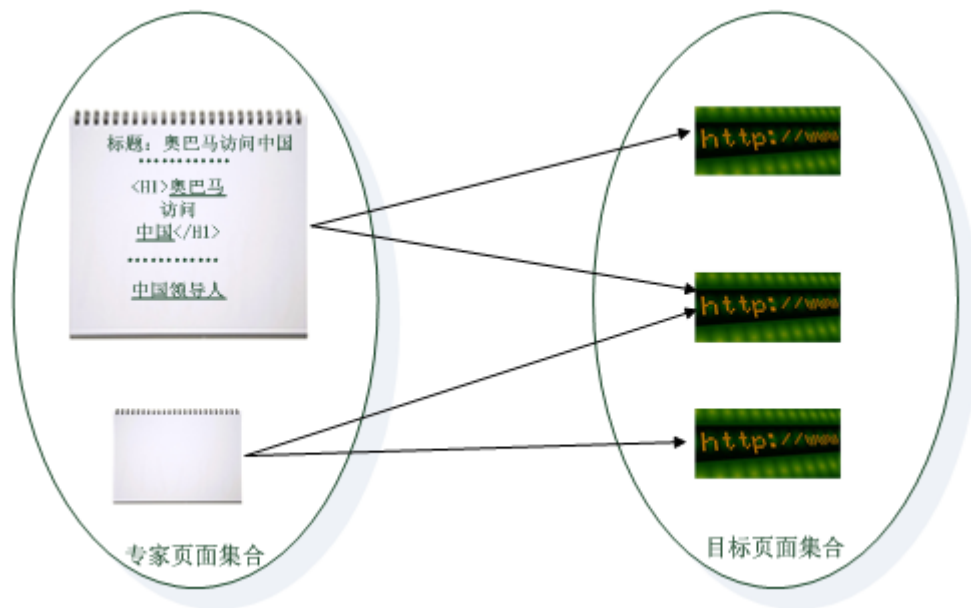 标题：奥巴马访问中国
************
<H1>奥巴马
访问
中国</H1>
************
中国领导人
专家页面集合
http://www
http://www
http://www
目标页面集合